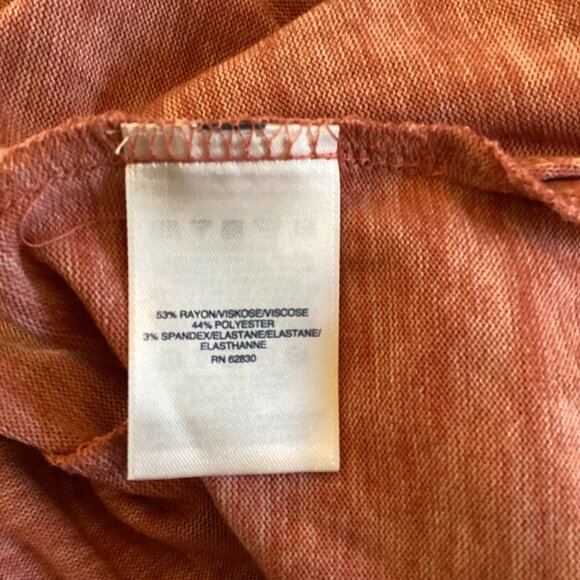 53% RAYON/VISKOSE/VISCOSE
44% POLYESTER
3% SPANDEX/ELASTANE/ELASTANE/
ELASTHANNE
RN 62830